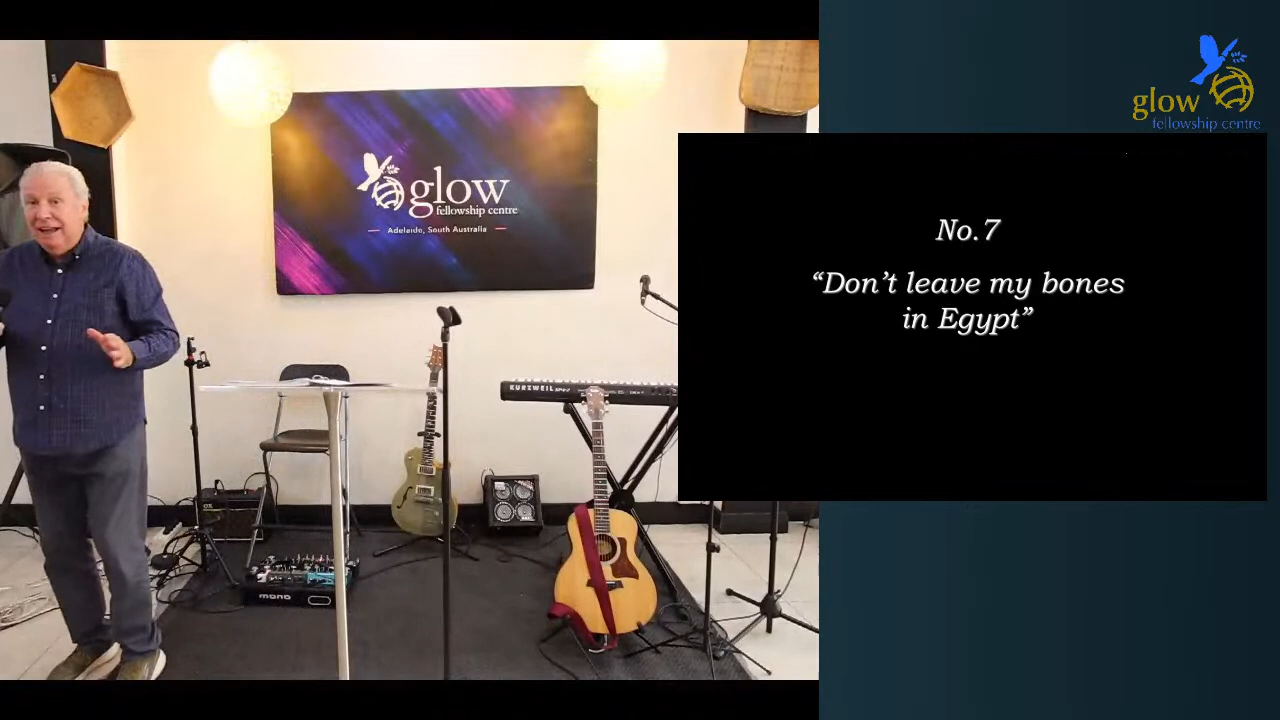 glow
fellowship centre
Adelaide, South Australia
glow
fellowship centre
No.7
“Don’t leave my bones
in Egypt”
KURZWEIL
mono